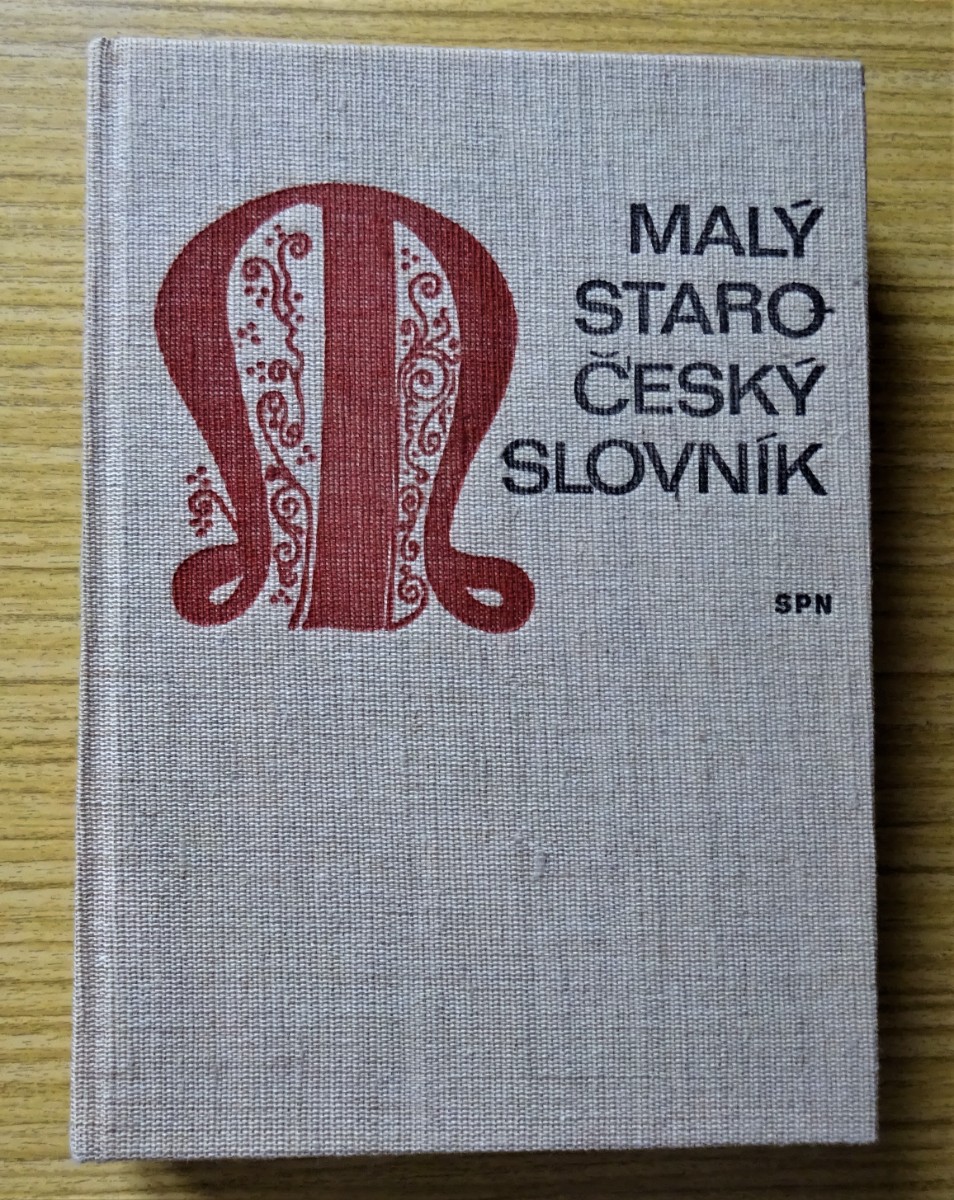 MALÝ
STARO-
ČESKÝ
SLOVNÍK
SPN